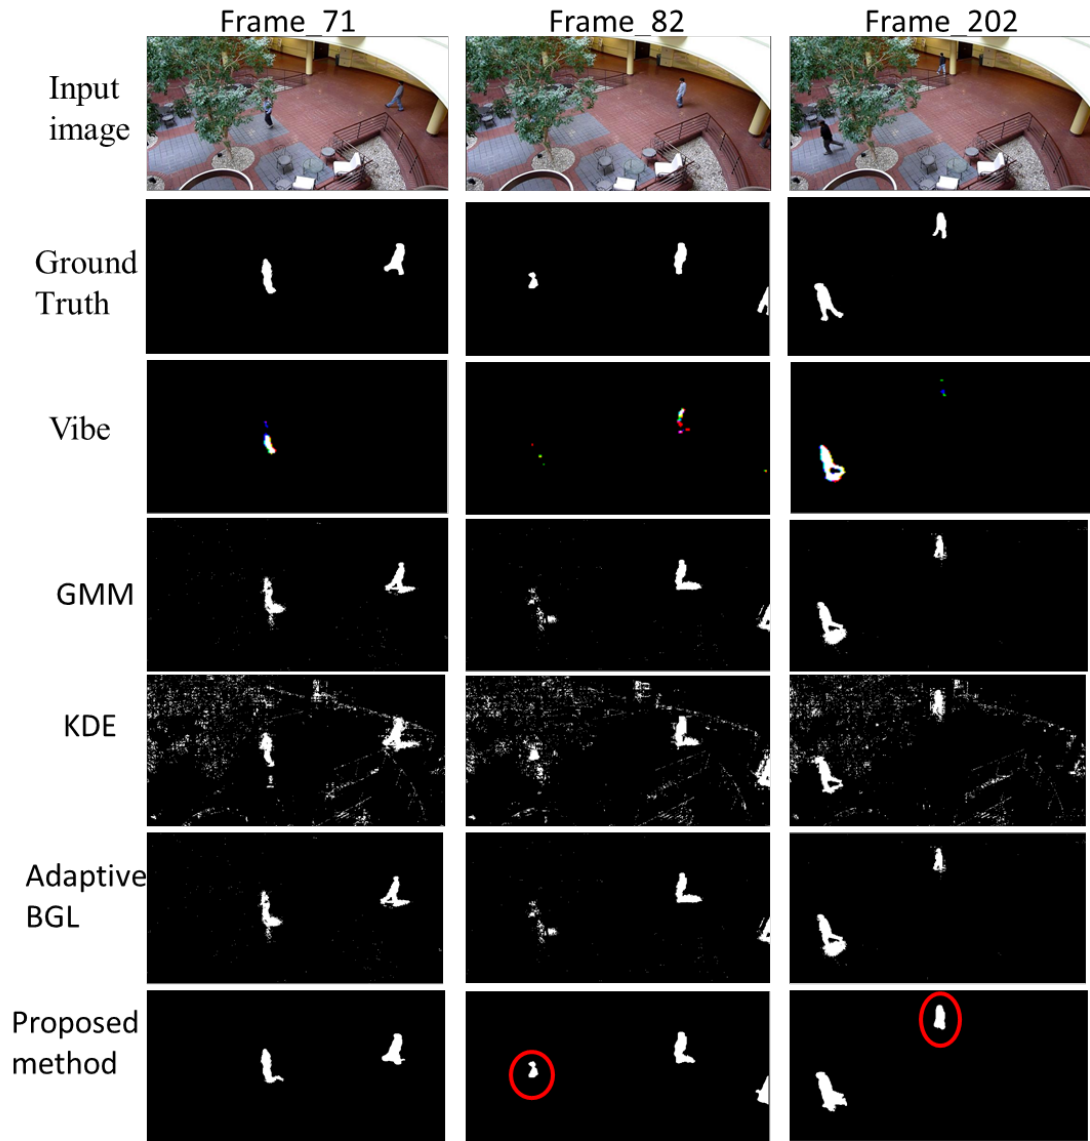 Frame_71 Frame_82 Frame_202
Input
image
Ground
Truth
Vibe
GMM
KDE
Adaptive
BGL
Proposed
method